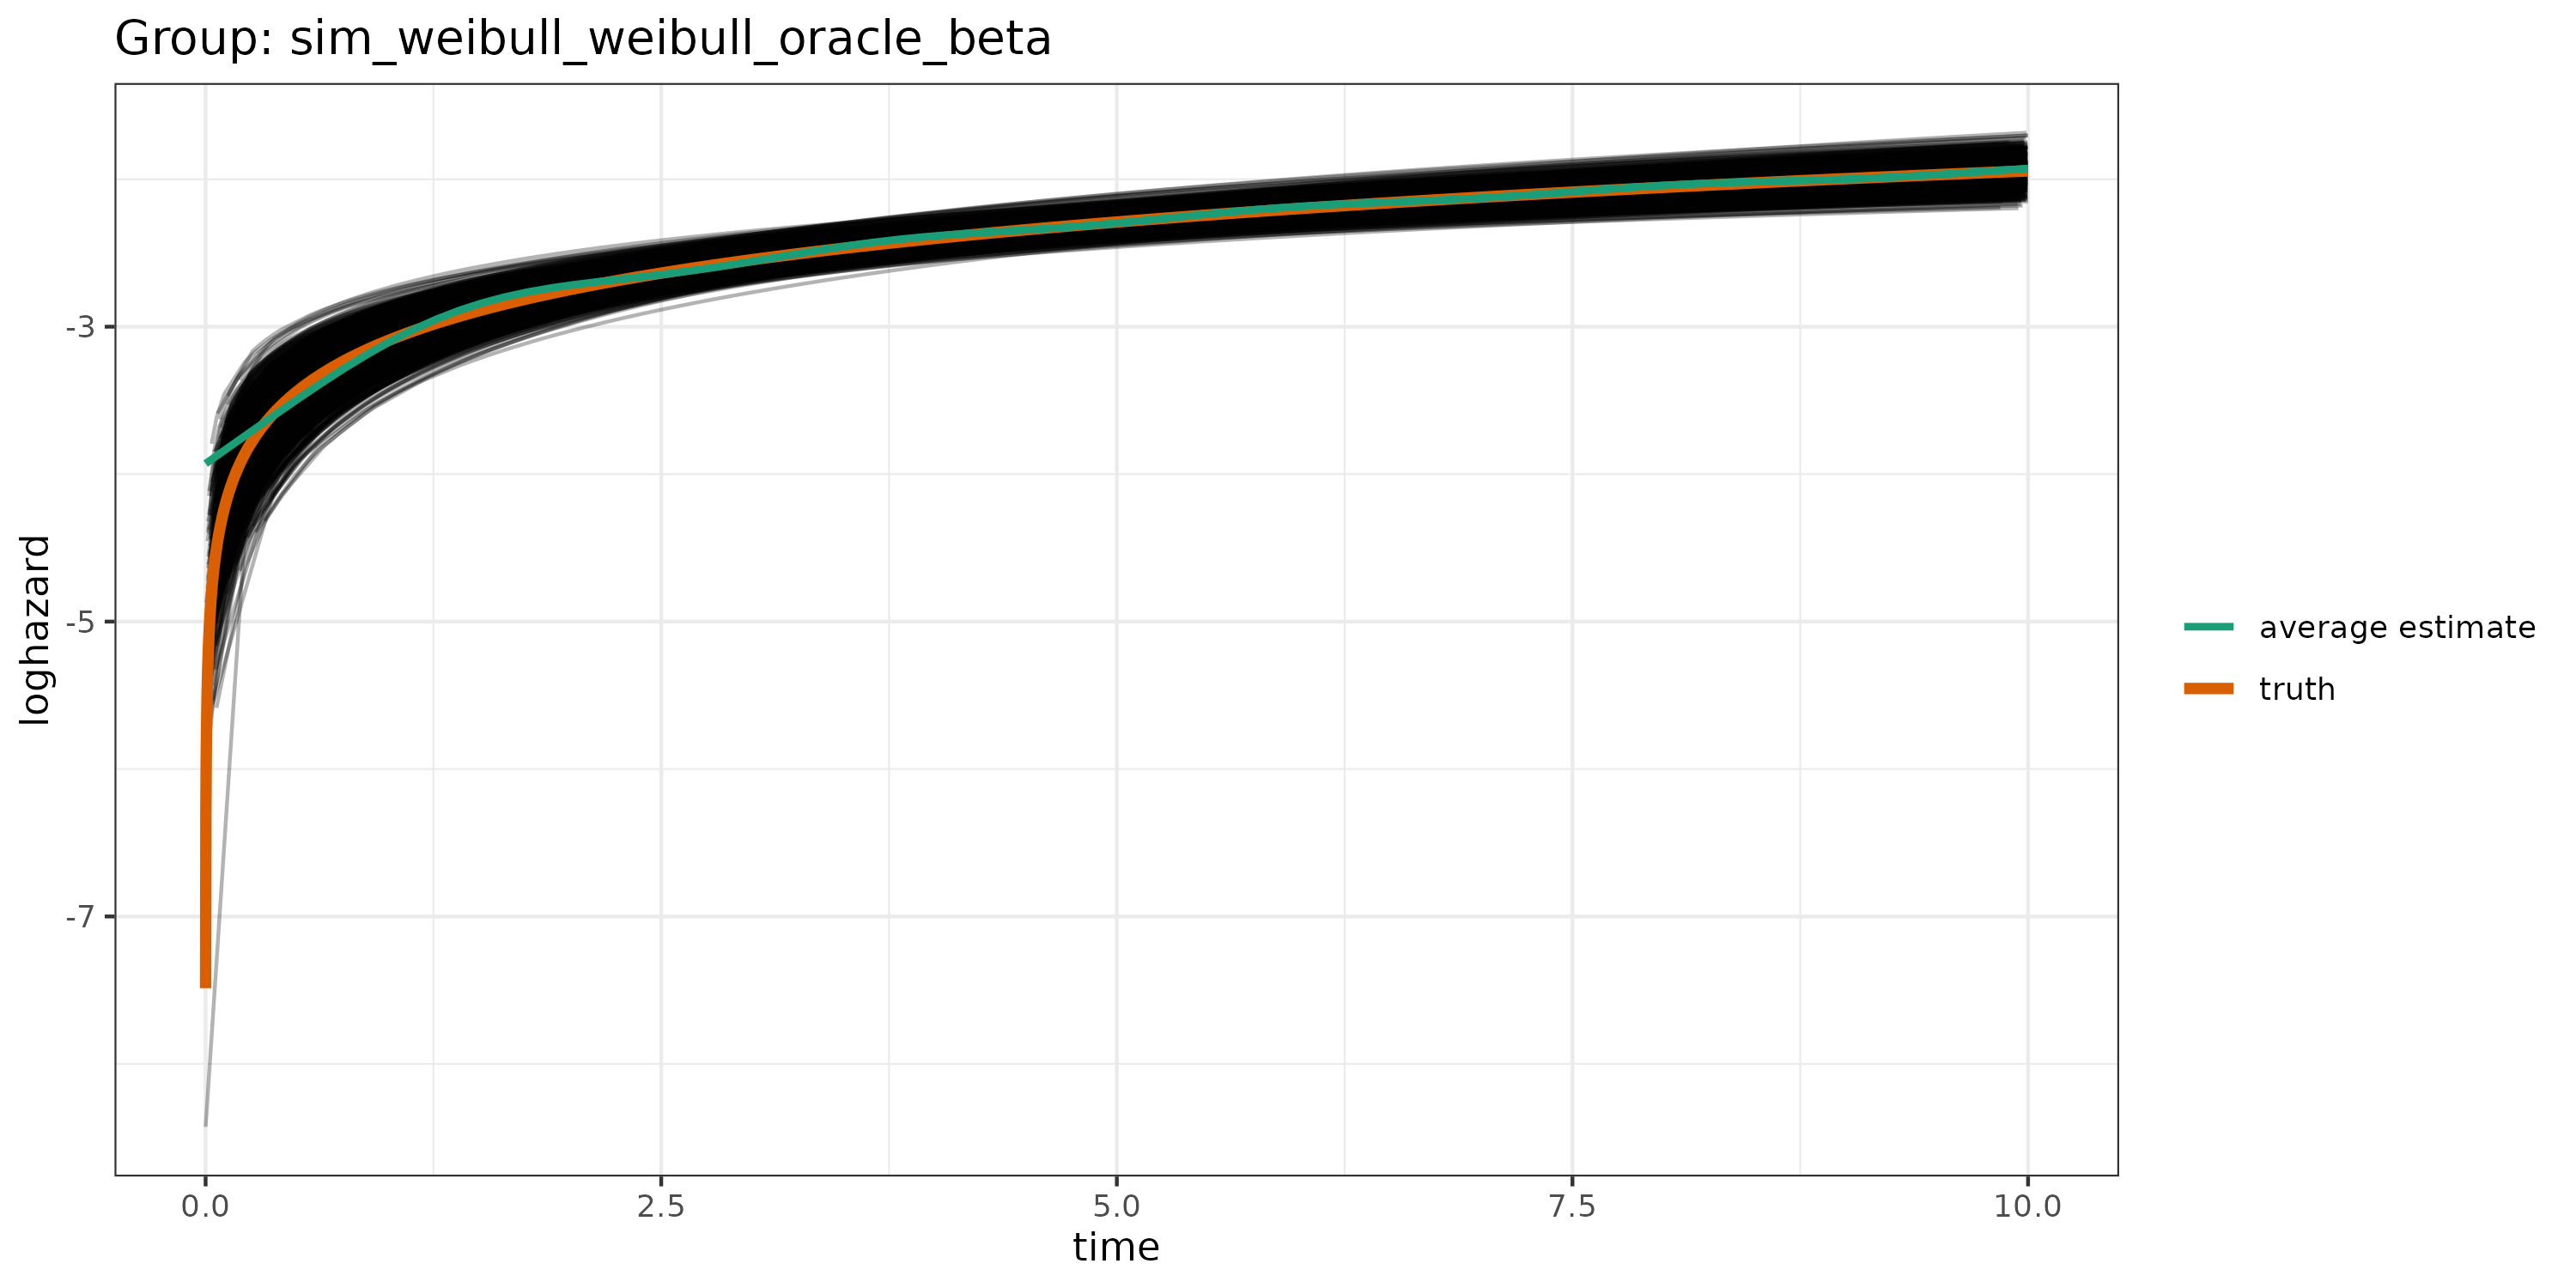 Group: sim_weibull_weibull_oracle_beta
loghazard
-3
-5
-7
0.0 2.5 5.0 7.5 10.0
time
average estimate
truth